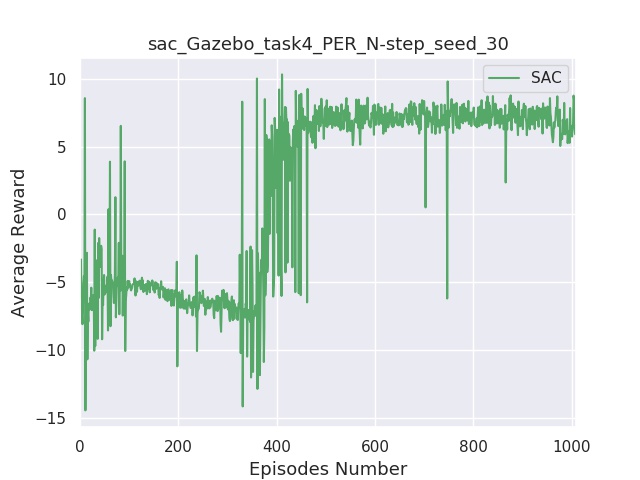 sac_Gazebo_task4_PER_N-step_seed_30
SAC
Average Reward
10
5
0
−5
−10
−15
0 200 400 600 800 1000
Episodes Number